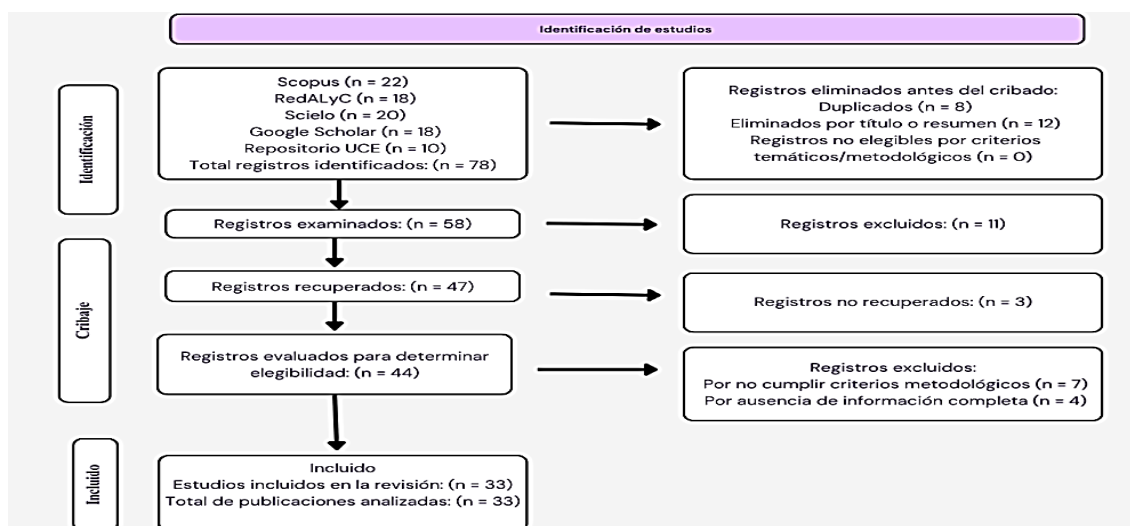 Identificación de estudios
Identificación
Scopus (n = 22)
RedALyC (n = 18)
Scielo (n = 20)
Google Scholar (n = 18)
Repositorio UCE (n = 10)
Total registros identificados: (n = 78)
Registros eliminados antes del cribado:
Duplicados (n = 8)
Eliminados por título o resumen (n = 12)
Registros no elegibles por criterios
temáticos/metodológicos (n = 0)
Registros examinados: (n = 58)
Registros excluidos: (n = 11)
Cribaje
Registros recuperados: (n = 47)
Registros no recuperados: (n = 3)
Registros evaluados para determinar
elegibilidad: (n = 44)
Registros excluidos:
Por no cumplir criterios metodológicos (n = 7)
Por ausencia de información completa (n = 4)
Incluido
Incluido
Estudios incluidos en la revisión: (n = 33)
Total de publicaciones analizadas: (n = 33)